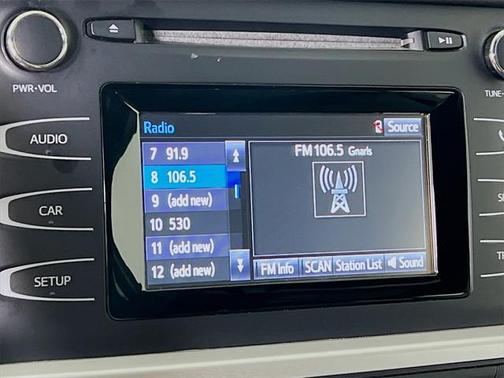 PWR•VOL
TUNE•
AUDIO
CAR
SETUP
Radio
Source
7 91.9
8 106.5
9 (add new)
10 530
11 (add new)
12 (add new)
FM 106.5 Gnarls
FM Info
SCAN
Station List
Sound